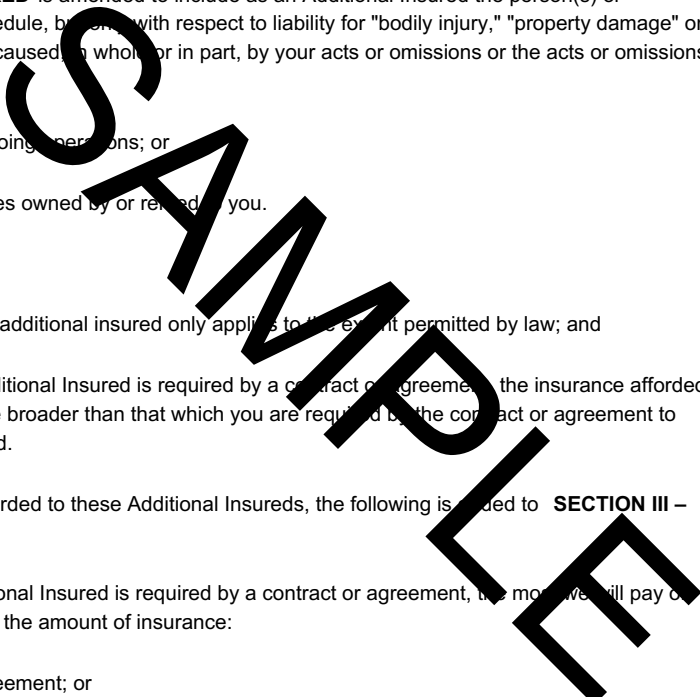 is amended to include as an Additional Insured the person(s) or
edule, but only with respect to liability for "bodily injury," "property damage" or
caused, in whole or in part, by your acts or omissions or the acts or omissions
oing operations; or
es owned by or rented to you.
additional insured only applies to the extent permitted by law; and
ditional Insured is required by a contract or agreement, the insurance afforded
broader than that which you are required by the contract or agreement to
d.
rded to these Additional Insureds, the following is added to SECTION III –
onal Insured is required by a contract or agreement, the most we will pay on
the amount of insurance:
eement; or
SAMPLE